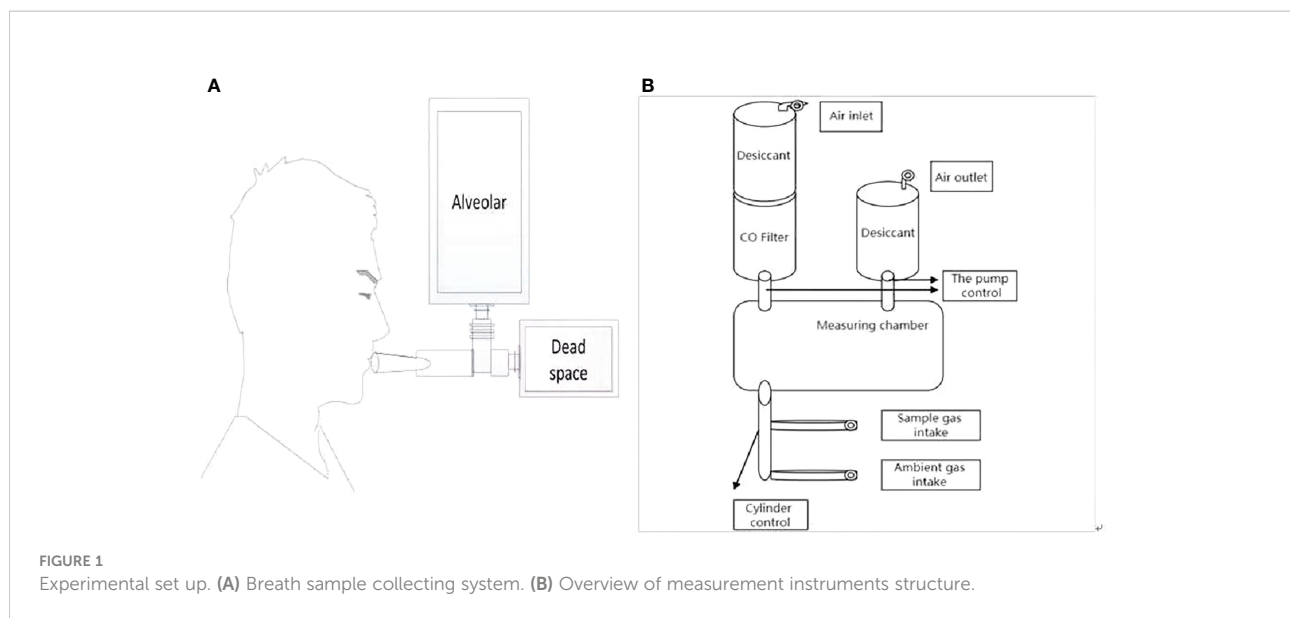 A
Alveolar
Dead
space
B
Air inlet
Desiccant
Air outlet
CO Filter
Desiccant
The pump
control
Measuring chamber
Sample gas
intake
Ambient gas
intake
Cylinder
control
FIGURE 1
Experimental set up. (A) Breath sample collecting system. (B) Overview of measurement instruments structure.